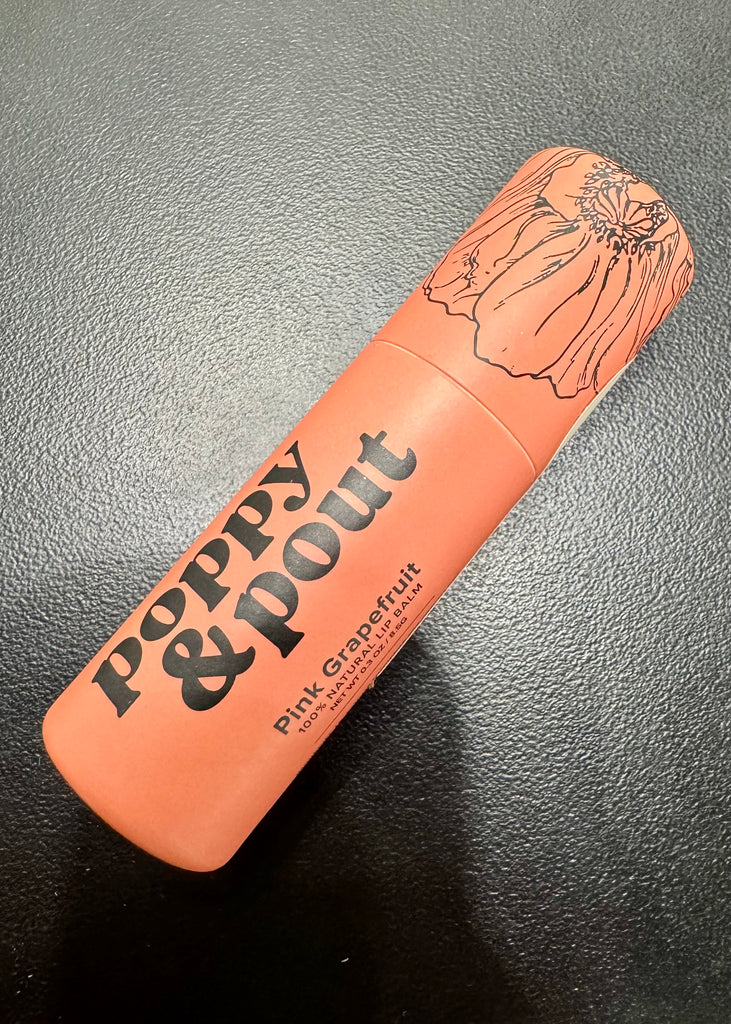 poppy
& pout
Pink Grapefruit
100% NATURAL LIP BALM
NET WT 0.3 OZ / 8.5G